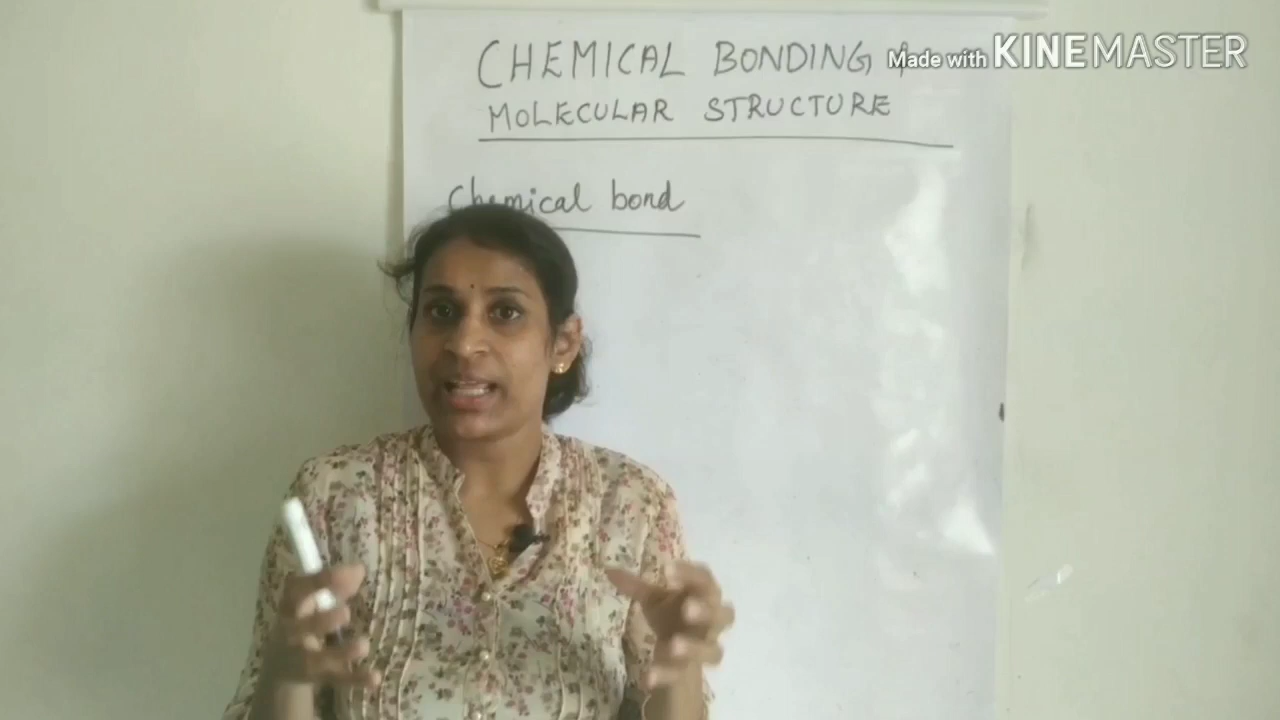 CHEMICAL BONDING &
MOLECULAR STRUCTURE
Chemical bond
Made with KINEMASTER